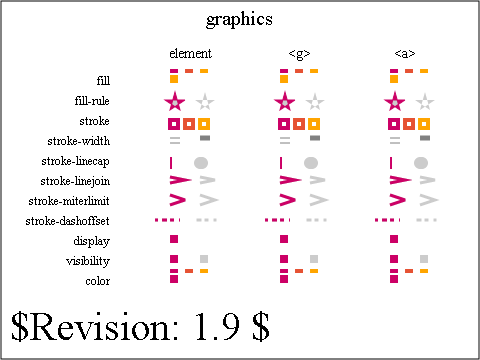 graphics
element <g> <a>
fill
fill-rule
stroke
stroke-width
stroke-linecap
stroke-linejoin
stroke-miterlimit
stroke-dashoffset
display
visibility
color
$Revision: 1.9 $